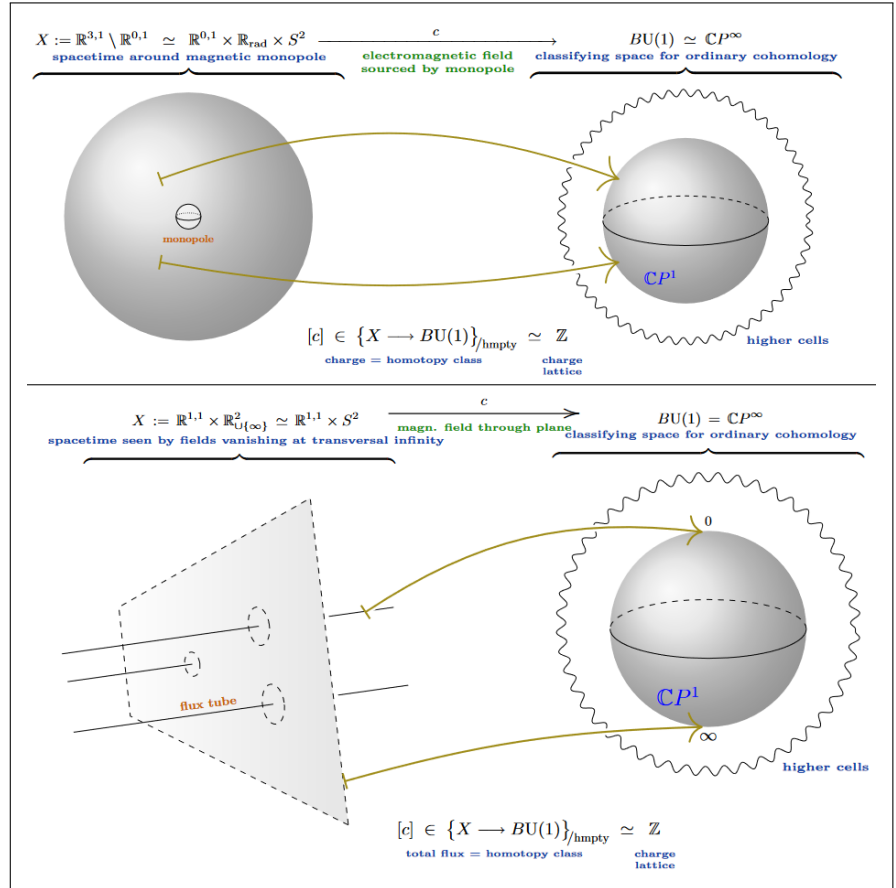 c
X := ℝ^{3,1} \ ℝ^{0,1} ≃ ℝ^{0,1} × ℝ_{rad} × S^2
BU(1) ≃ ℂP^∞
spacetime around magnetic monopole
electromagnetic field
sourced by monopole
classifying space for ordinary cohomology
monopole
ℂP^1
[c] ∈ {X ⟶ BU(1)}_{/hmpty} ≃ ℤ
higher cells
charge = homotopy class
charge
lattice
c
X := ℝ^{1,1} × ℝ^2_{∪{∞}} ≃ ℝ^{1,1} × S^2
BU(1) = ℂP^∞
magn. field through plane
spacetime seen by fields vanishing at transversal infinity
classifying space for ordinary cohomology
0
flux tube
ℂP^1
∞
higher cells
[c] ∈ {X ⟶ BU(1)}_{/hmpty} ≃ ℤ
total flux = homotopy class
charge
lattice